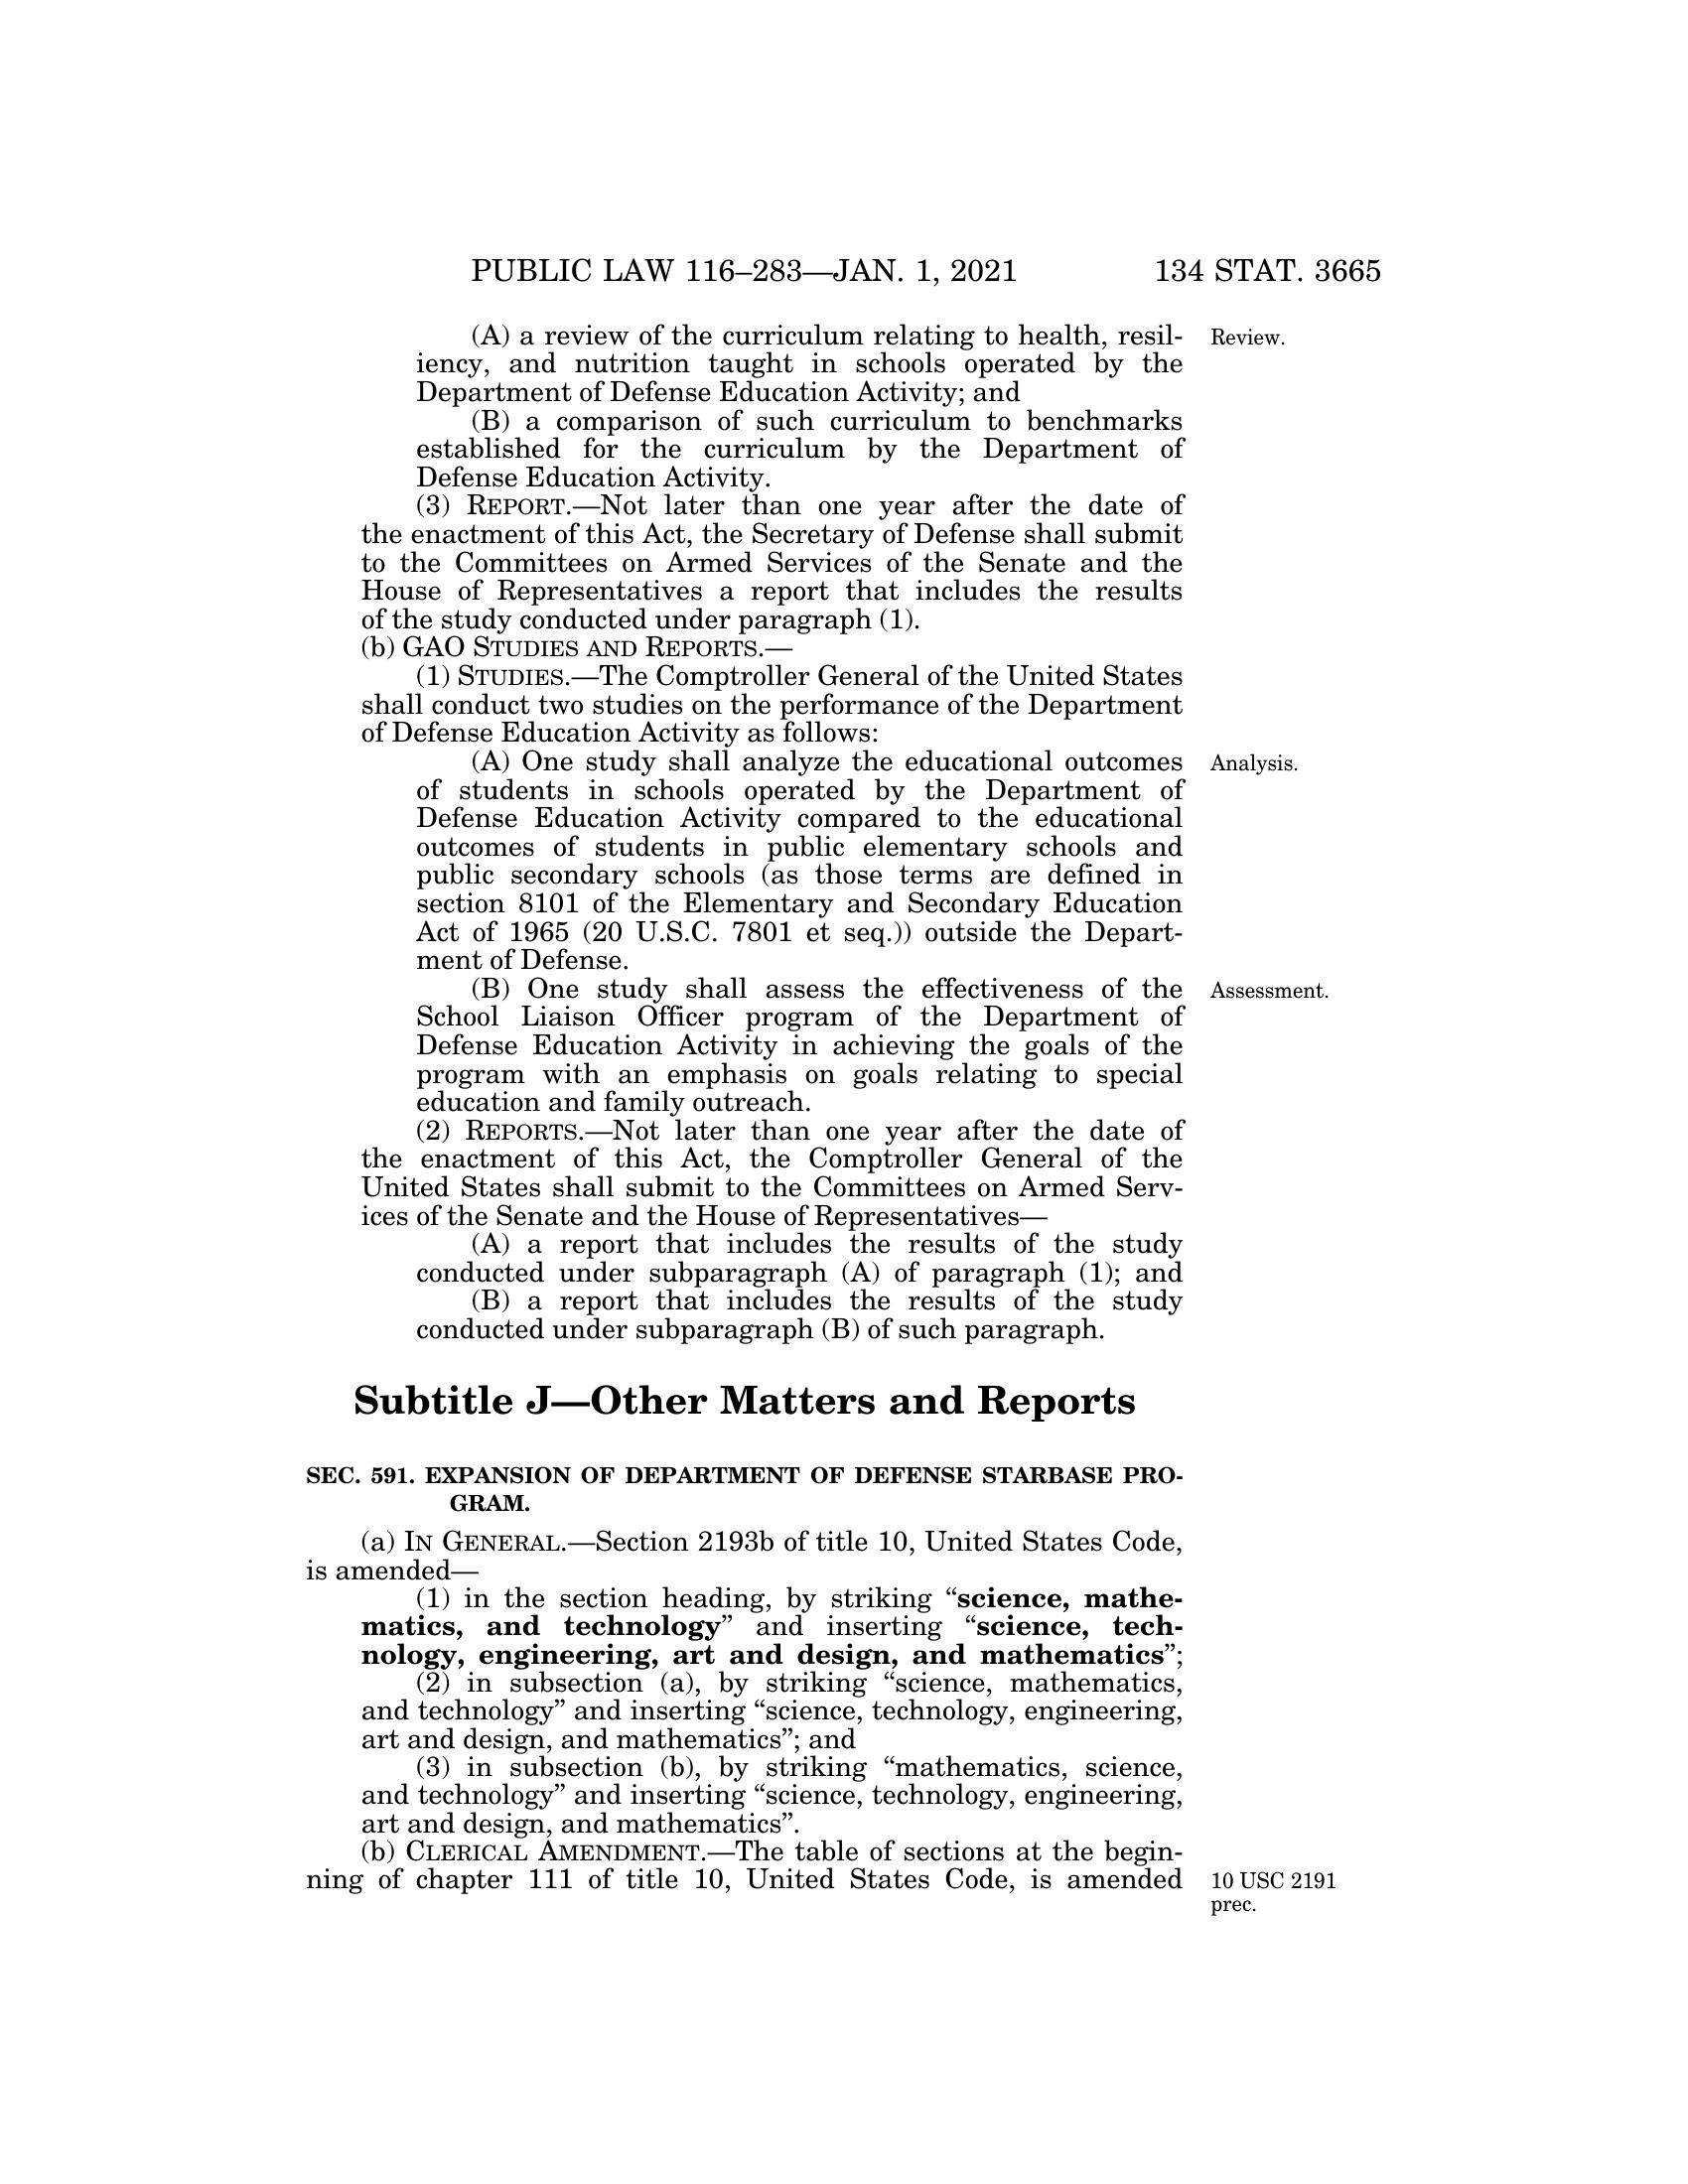 PUBLIC LAW 116–283—JAN. 1, 2021 134 STAT. 3665
(A) a review of the curriculum relating to health, resil- Review.
iency, and nutrition taught in schools operated by the
Department of Defense Education Activity; and
(B) a comparison of such curriculum to benchmarks
established for the curriculum by the Department of
Defense Education Activity.
(3) REPORT.—Not later than one year after the date of
the enactment of this Act, the Secretary of Defense shall submit
to the Committees on Armed Services of the Senate and the
House of Representatives a report that includes the results
of the study conducted under paragraph (1).
(b) GAO STUDIES AND REPORTS.—
(1) STUDIES.—The Comptroller General of the United States
shall conduct two studies on the performance of the Department
of Defense Education Activity as follows:
(A) One study shall analyze the educational outcomes Analysis.
of students in schools operated by the Department of
Defense Education Activity compared to the educational
outcomes of students in public elementary schools and
public secondary schools (as those terms are defined in
section 8101 of the Elementary and Secondary Education
Act of 1965 (20 U.S.C. 7801 et seq.)) outside the Depart-
ment of Defense.
(B) One study shall assess the effectiveness of the Assessment.
School Liaison Officer program of the Department of
Defense Education Activity in achieving the goals of the
program with an emphasis on goals relating to special
education and family outreach.
(2) REPORTS.—Not later than one year after the date of
the enactment of this Act, the Comptroller General of the
United States shall submit to the Committees on Armed Serv-
ices of the Senate and the House of Representatives—
(A) a report that includes the results of the study
conducted under subparagraph (A) of paragraph (1); and
(B) a report that includes the results of the study
conducted under subparagraph (B) of such paragraph.
Subtitle J—Other Matters and Reports
SEC. 591. EXPANSION OF DEPARTMENT OF DEFENSE STARBASE PRO-
GRAM.
(a) IN GENERAL.—Section 2193b of title 10, United States Code,
is amended—
(1) in the section heading, by striking “science, mathe-
matics, and technology” and inserting “science, tech-
nology, engineering, art and design, and mathematics”;
(2) in subsection (a), by striking “science, mathematics,
and technology” and inserting “science, technology, engineering,
art and design, and mathematics”; and
(3) in subsection (b), by striking “mathematics, science,
and technology” and inserting “science, technology, engineering,
art and design, and mathematics”.
(b) CLERICAL AMENDMENT.—The table of sections at the begin-
ning of chapter 111 of title 10, United States Code, is amended 10 USC 2191
prec.